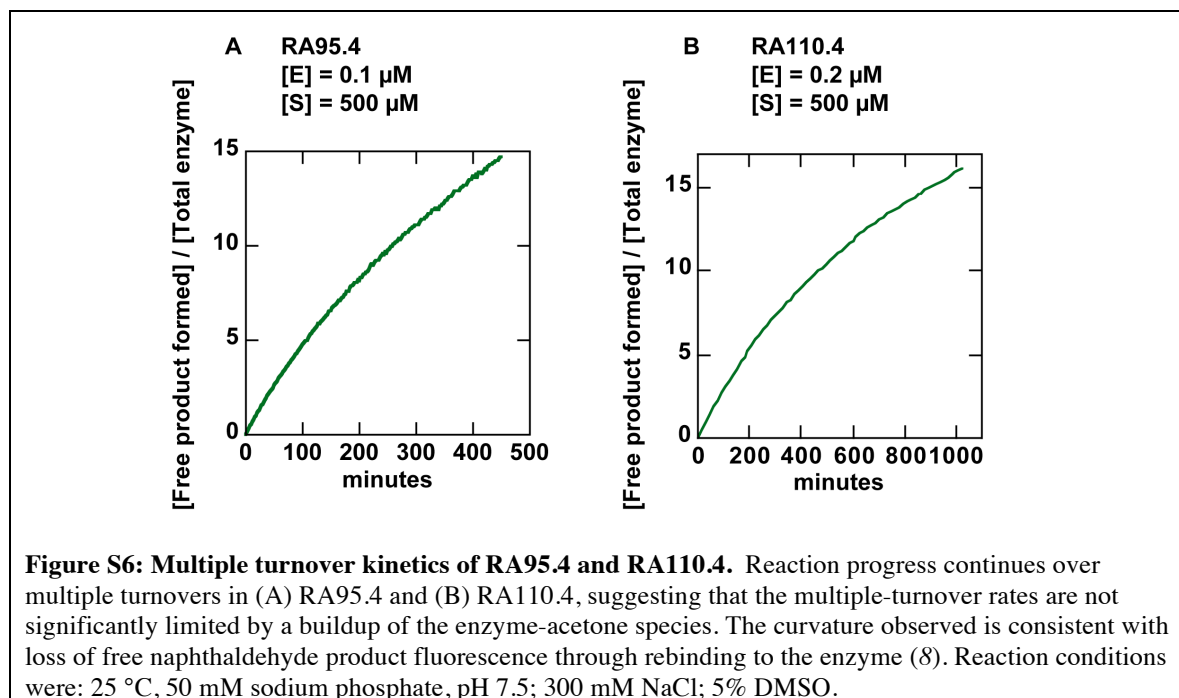 A RA95.4
[E] = 0.1 µM
[S] = 500 µM
[Free product formed] / [Total enzyme]
15
10
5
0
0 100 200 300 400 500
minutes
B RA110.4
[E] = 0.2 µM
[S] = 500 µM
[Free product formed] / [Total enzyme]
15
10
5
0
0 200 400 600 800 1000
minutes
Figure S6: Multiple turnover kinetics of RA95.4 and RA110.4. Reaction progress continues over
multiple turnovers in (A) RA95.4 and (B) RA110.4, suggesting that the multiple-turnover rates are not
significantly limited by a buildup of the enzyme-acetone species. The curvature observed is consistent with
loss of free naphthaldehyde product fluorescence through rebinding to the enzyme (8). Reaction conditions
were: 25 °C, 50 mM sodium phosphate, pH 7.5; 300 mM NaCl; 5% DMSO.